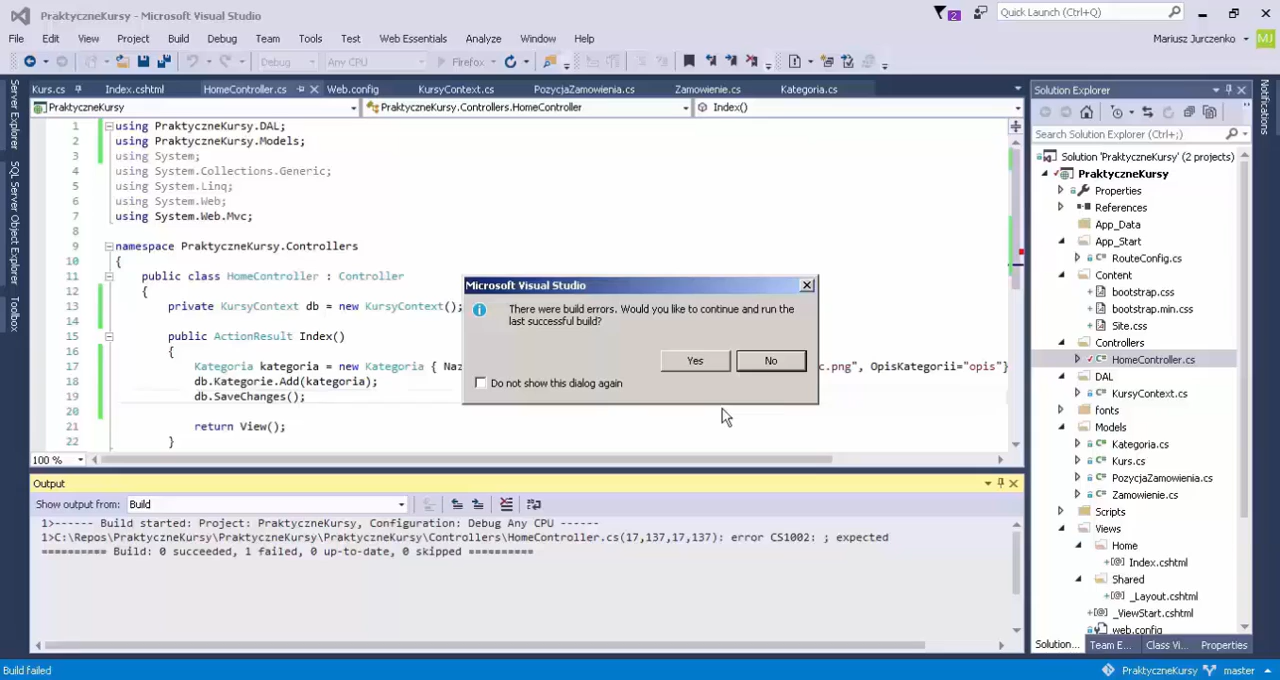 PraktyczneKursy - Microsoft Visual Studio
2
Quick Launch (Ctrl+Q)
File Edit View Project Build Debug Team Tools Test Web Essentials Analyze Window Help
Mariusz Jurczenko MJ
Debug Any CPU Firefox
Server Explorer
SQL Server Object Explorer
Toolbox
Kurs.cs Index.cshtml HomeController.cs Web.config KursyContext.cs PozycjaZamowienia.cs Zamowienie.cs Kategoria.cs
PraktyczneKursy PraktyczneKursy.Controllers.HomeController Index()
1 using PraktyczneKursy.DAL;
2 using PraktyczneKursy.Models;
3 using System;
4 using System.Collections.Generic;
5 using System.Linq;
6 using System.Web;
7 using System.Web.Mvc;
8
9 namespace PraktyczneKursy.Controllers
10 {
11 public class HomeController : Controller
12 {
13 private KursyContext db = new KursyContext();
14
15 public ActionResult Index()
16 {
17 Kategoria kategoria = new Kategoria { Naz c.png", OpisKategorii="opis"}
18 db.Kategorie.Add(kategoria);
19 db.SaveChanges();
20
21 return View();
22 }
100 %
Microsoft Visual Studio
There were build errors. Would you like to continue and run the
last successful build?
Yes No
Do not show this dialog again
Output
Show output from: Build
1>------ Build started: Project: PraktyczneKursy, Configuration: Debug Any CPU ------
1>C:\Repos\PraktyczneKursy\PraktyczneKursy\PraktyczneKursy\Controllers\HomeController.cs(17,137,17,137): error CS1002: ; expected
========== Build: 0 succeeded, 1 failed, 0 up-to-date, 0 skipped ==========
Solution Explorer
Search Solution Explorer (Ctrl+;)
Solution 'PraktyczneKursy' (2 projects)
PraktyczneKursy
Properties
References
App_Data
App_Start
RouteConfig.cs
Content
bootstrap.css
bootstrap.min.css
Site.css
Controllers
HomeController.cs
DAL
KursyContext.cs
fonts
Models
Kategoria.cs
Kurs.cs
PozycjaZamowienia.cs
Zamowienie.cs
Scripts
Views
Home
Index.cshtml
Shared
_Layout.cshtml
_ViewStart.cshtml
web.config
Solution... Team E... Class Vi... Properties
Notifications
Build failed
PraktyczneKursy master